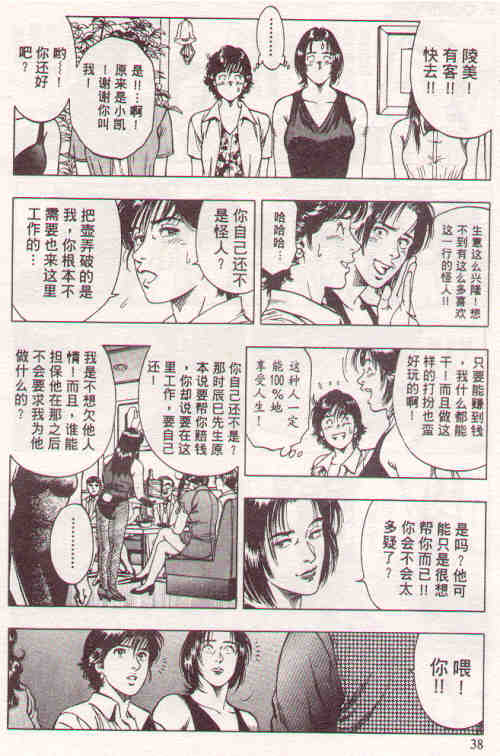 陵美！
有客！！
快去！！
…………
是！！…啊！
原来是小凯
！谢谢你叫
我！
哟~~！
你还好
吧？
生意这么兴隆！想
不到有这么多喜欢
这一行的怪人！！
哈哈哈…
你自己还不
是怪人？
把壶弄破的是
我，你根本不
需要也来这里
工作的…
只要能赚到钱
，我什么都能
干！而且做这
样的打扮也蛮
好玩的啊！
这种人一定
能100％地
享受人生！
你自己还不是？
那时辰巳先生原
本说要帮你赔钱
，你却说要在这
里工作，要自己
还！
我是不想欠他人
情！而且，谁能
担保他在那之后
不会要求我为他
做什么的？
…………
是吗？他可
能只是很想
帮你而已！！
你会不会太
多疑了？
喂！
你！！
38